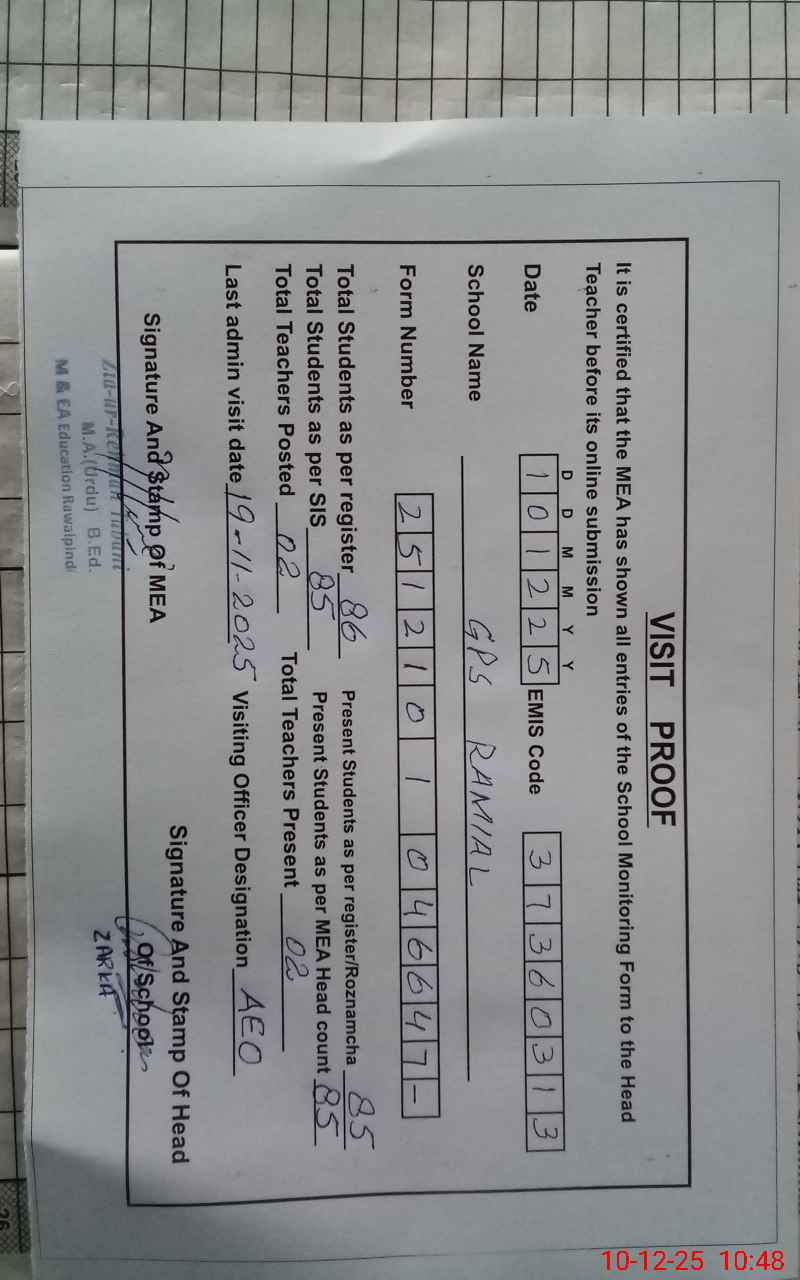 VISIT PROOF
It is certified that the MEA has shown all entries of the School Monitoring Form to the Head
Teacher before its online submission
D D M M Y Y
Date 1 0 1 2 2 5 EMIS Code 3 7 3 6 0 3 1 3
School Name GPS RAMIAL
Form Number 2 5 1 2 1 0 1 0 4 6 6 4 7 -
Total Students as per register 86 Present Students as per register/Roznamcha 85
Total Students as per SIS 85 Present Students as per MEA Head count 85
Total Teachers Posted 02 Total Teachers Present 02
Last admin visit date 19-11-2025 Visiting Officer Designation AEO
Signature And Stamp Of MEA
Signature And Stamp Of Head
Of School
ZARKA
M.A.(Urdu) B.Ed.
M & EA Education Rawalpindi
26
10-12-25 10:48